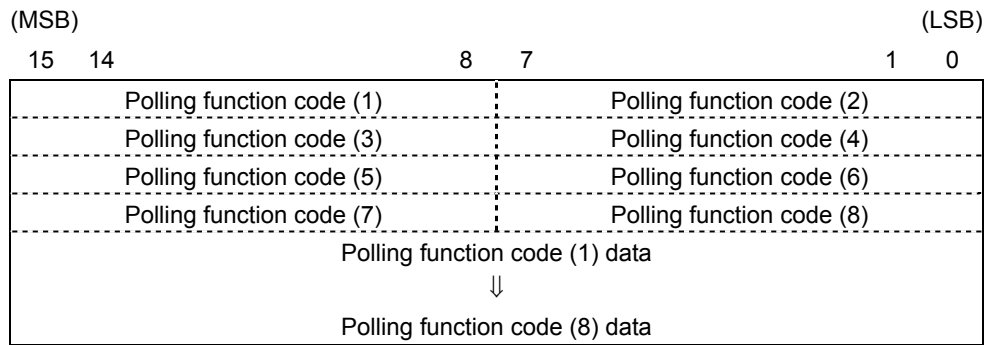 (MSB) (LSB)
15 14 8 7 1 0
Polling function code (1) Polling function code (2)
Polling function code (3) Polling function code (4)
Polling function code (5) Polling function code (6)
Polling function code (7) Polling function code (8)
Polling function code (1) data
⇓
Polling function code (8) data